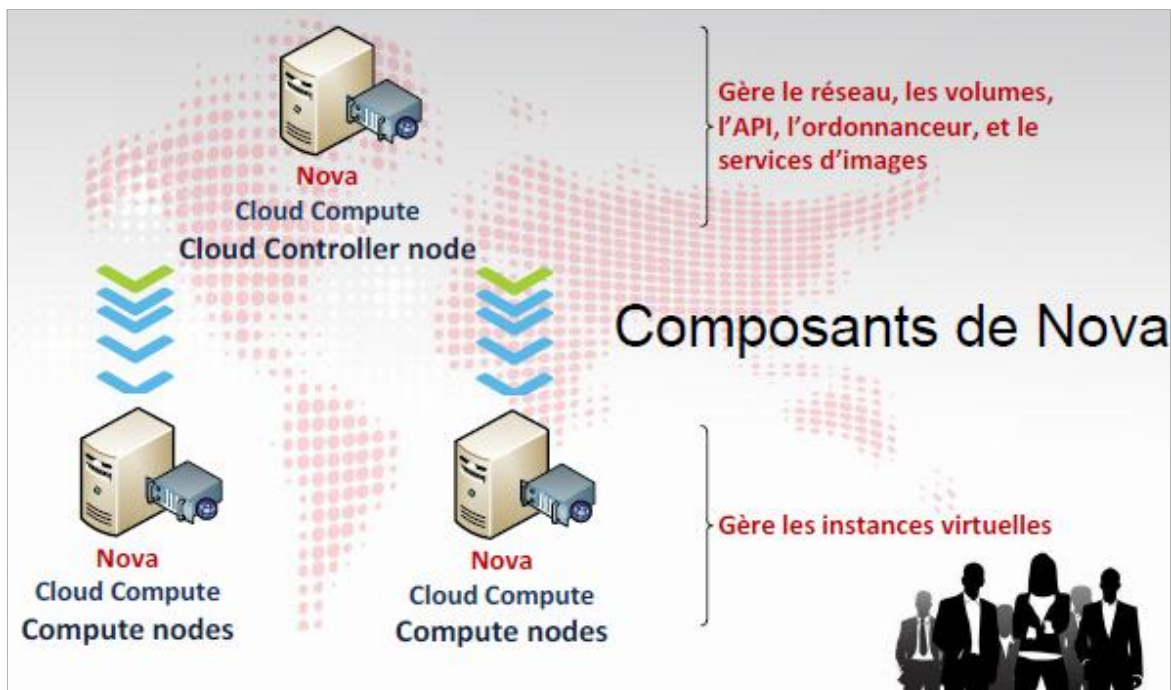 Gère le réseau, les volumes,
l’API, l’ordonnanceur, et le
services d’images
Nova
Cloud Compute
Cloud Controller node
Composants de Nova
Nova
Cloud Compute
Compute nodes
Nova
Cloud Compute
Compute nodes
Gère les instances virtuelles